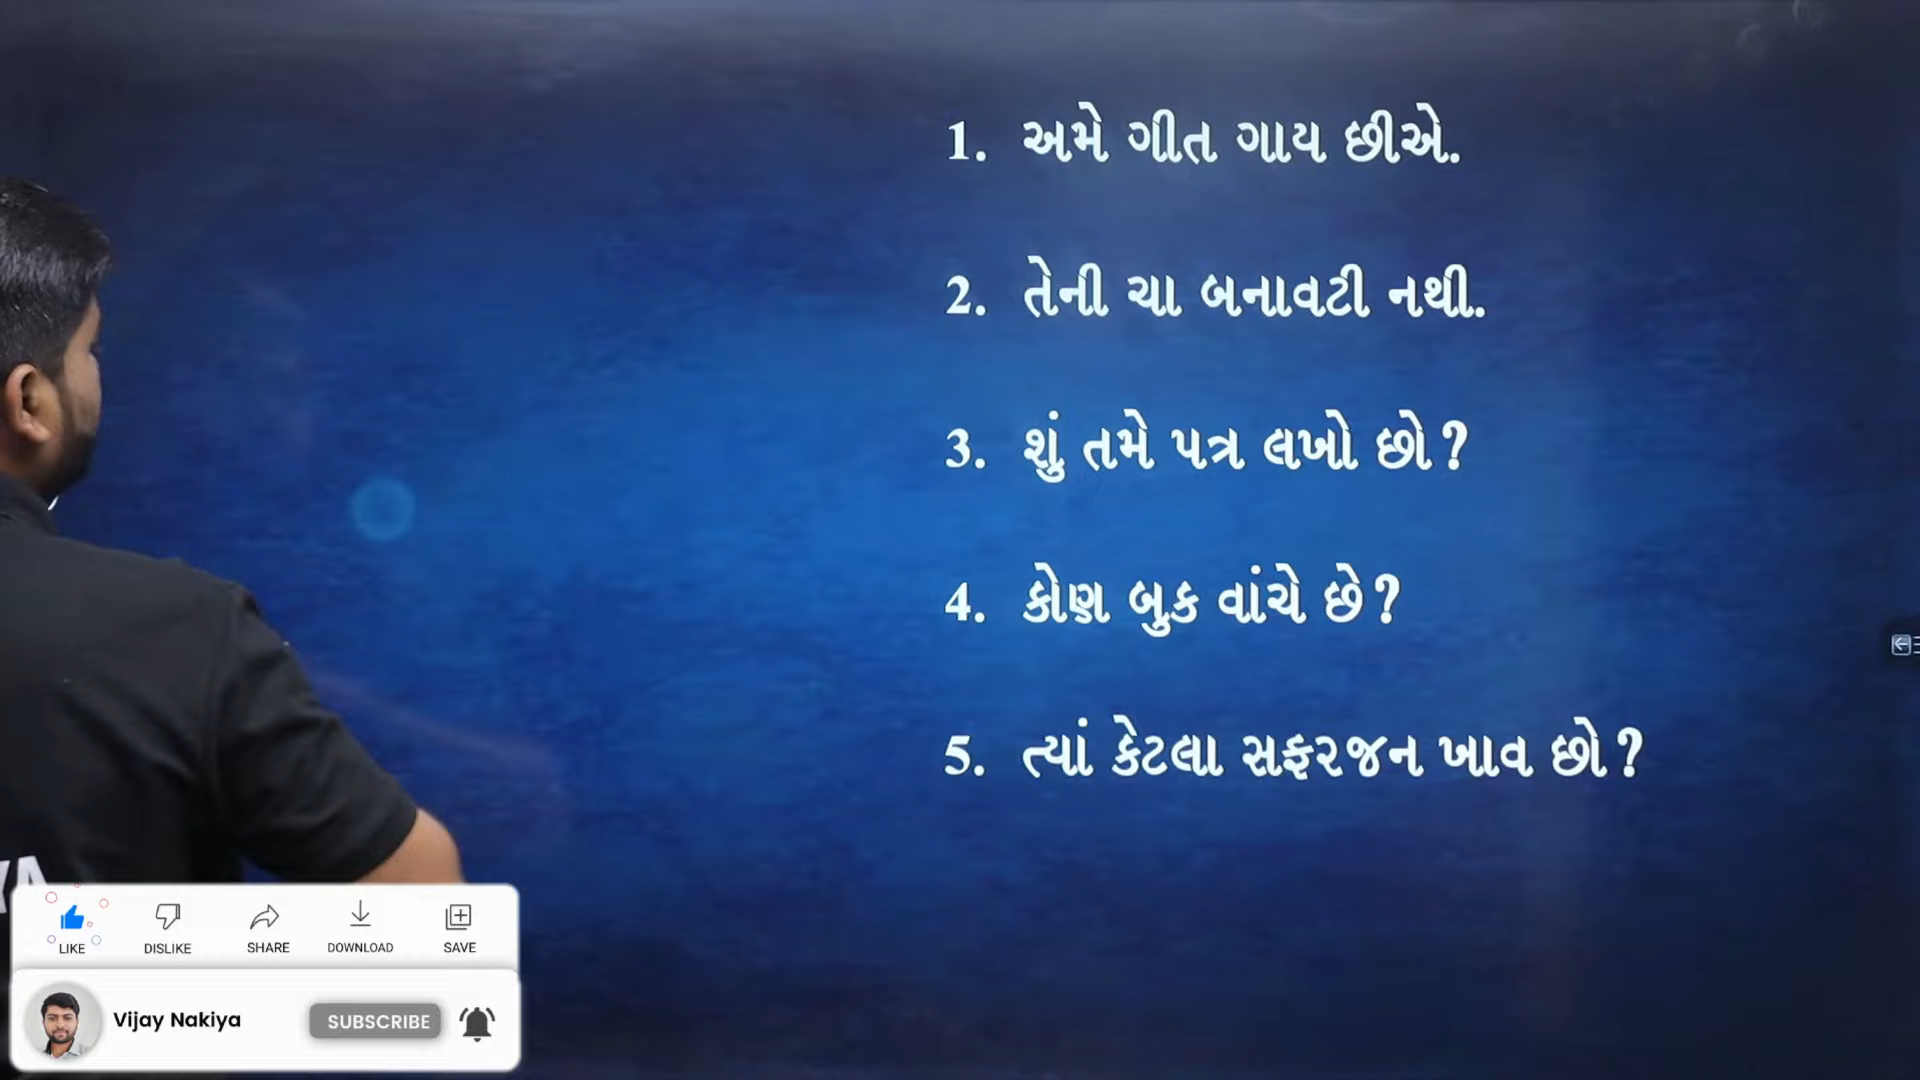 1. અમે ગીત ગાય છીએ.
2. તેની ચા બનાવટી નથી.
3. શું તમે પત્ર લખો છો?
4. કોણ બુક વાંચે છે?
5. ત્યાં કેટલા સફરજન ખાવ છો?
YA
LIKE DISLIKE SHARE DOWNLOAD SAVE
Vijay Nakiya SUBSCRIBE